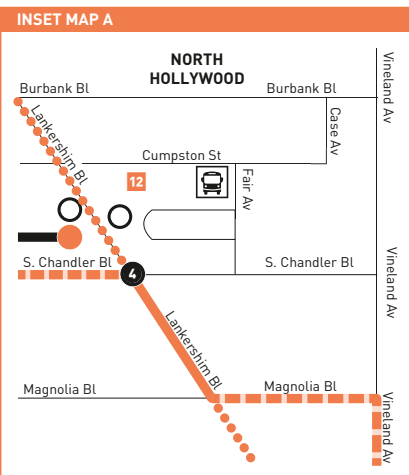 INSET MAP A
NORTH
HOLLYWOOD
Burbank Bl
Burbank Bl
Vineland Av
Lankershim Bl
Case Av
Cumpston St
12
Fair Av
S. Chandler Bl
4
S. Chandler Bl
Vineland Av
Lankershim Bl
Magnolia Bl
Magnolia Bl
Vineland Av